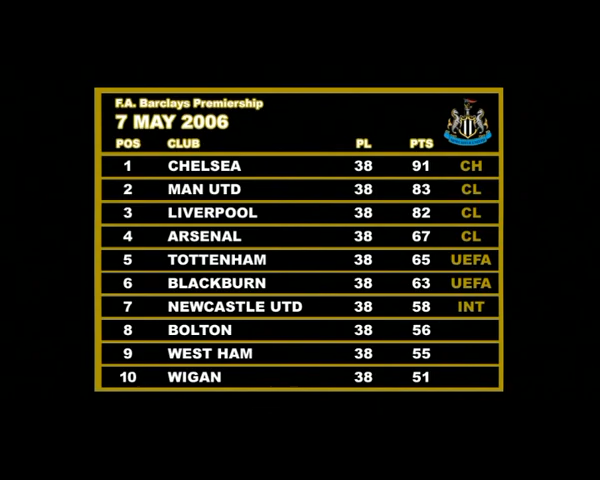 F.A. Barclays Premiership
7 MAY 2006
POS CLUB PL PTS
1 CHELSEA 38 91 CH
2 MAN UTD 38 83 CL
3 LIVERPOOL 38 82 CL
4 ARSENAL 38 67 CL
5 TOTTENHAM 38 65 UEFA
6 BLACKBURN 38 63 UEFA
7 NEWCASTLE UTD 38 58 INT
8 BOLTON 38 56
9 WEST HAM 38 55
10 WIGAN 38 51